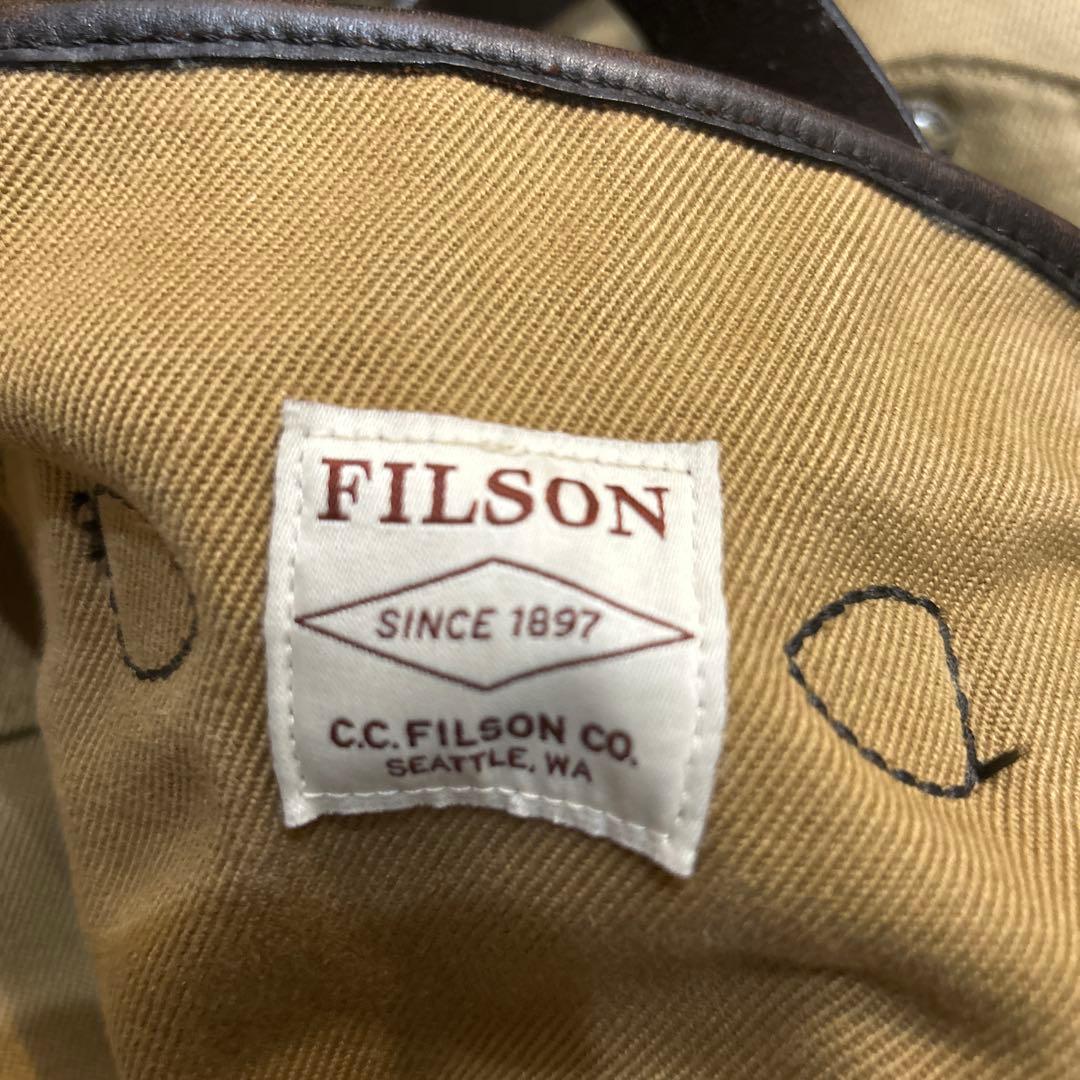 FILSON
SINCE 1897
C.C. FILSON CO.
SEATTLE, WA